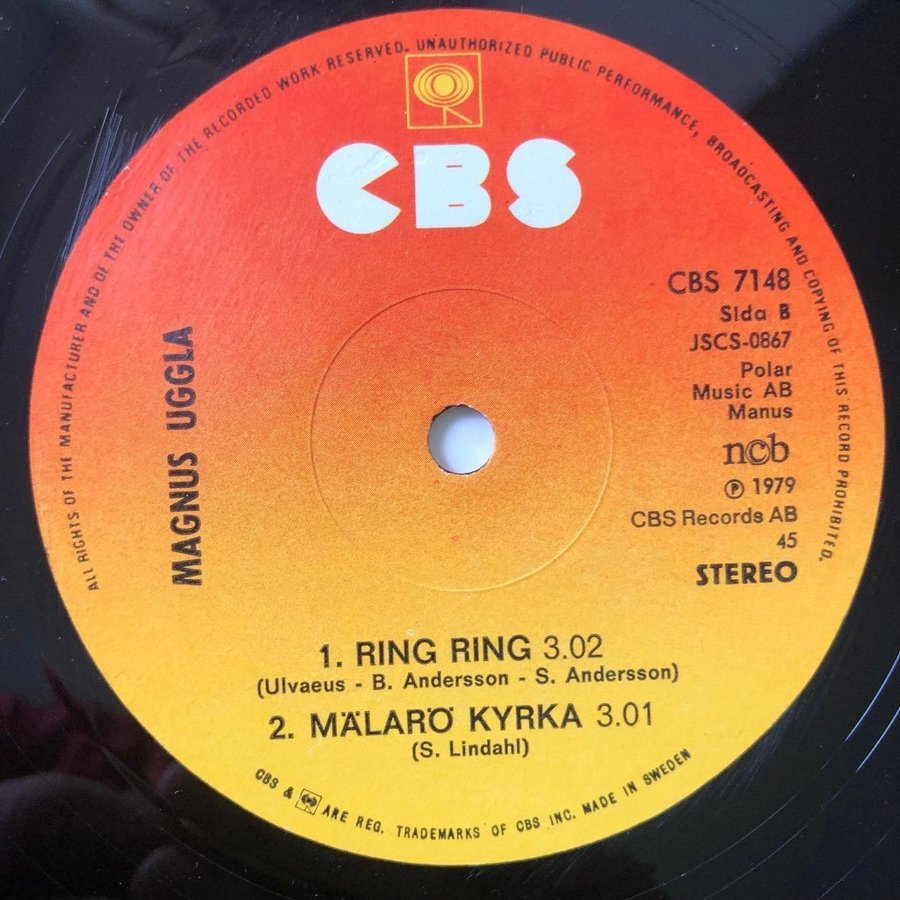 ALL RIGHTS OF THE MANUFACTURER AND OF THE OWNER OF THE RECORDED WORK RESERVED. UNAUTHORIZED PUBLIC PERFORMANCE, BROADCASTING AND COPYING OF THIS RECORD PROHIBITED.
CBS
MAGNUS UGGLA
CBS 7148
Sida B
JSCS-0867
Polar
Music AB
Manus
ncb
℗ 1979
CBS Records AB
45
STEREO
1. RING RING 3.02
(Ulvaeus - B. Andersson - S. Andersson)
2. MÄLARÖ KYRKA 3.01
(S. Lindahl)
CBS & ARE REG. TRADEMARKS OF CBS INC. MADE IN SWEDEN